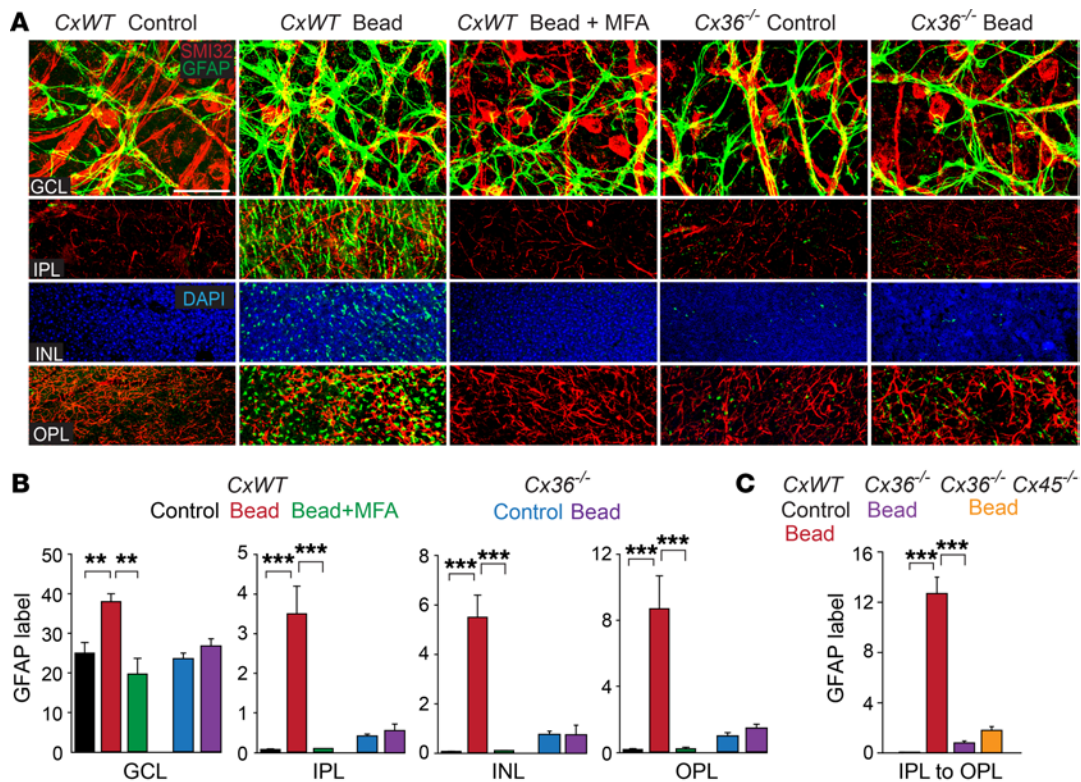 A CxWT Control CxWT Bead CxWT Bead + MFA Cx36-/- Control Cx36-/- Bead
SMI32
GFAP
GCL
IPL
DAPI
INL
OPL
B CxWT Cx36-/-
Control Bead Bead+MFA Control Bead
C CxWT Cx36-/- Cx36-/- Cx45-/-
Control Bead Bead
Bead
GFAP label
50
40
30
20
10
0
** **
GCL
5
4
3
2
1
0
*** ***
IPL
8
6
4
2
0
*** ***
INL
12
8
4
0
*** ***
OPL
GFAP label
16
12
8
4
0
*** ***
IPL to OPL